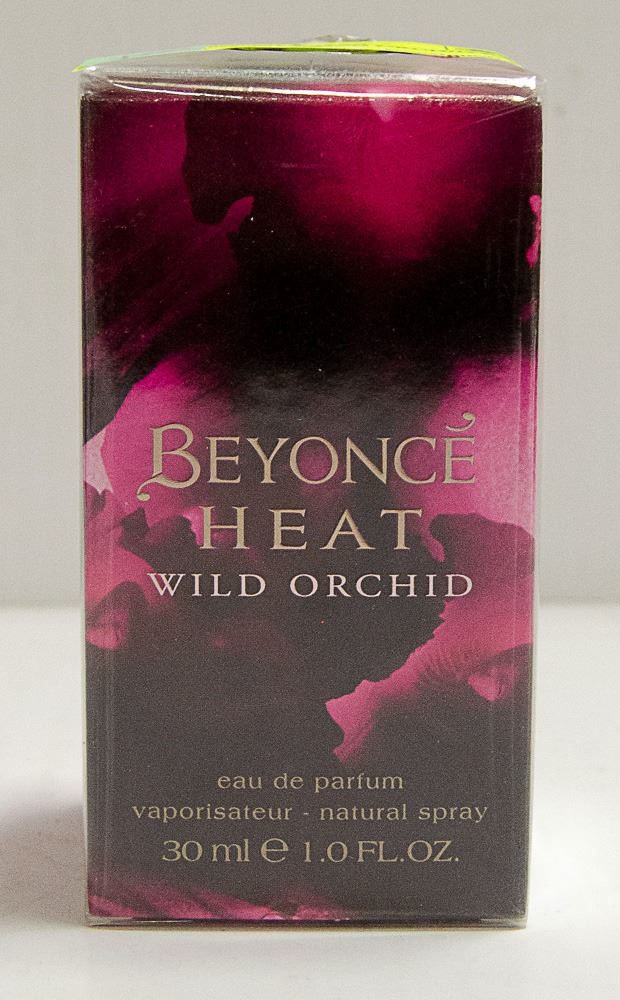 BEYONCÉ
HEAT
WILD ORCHID
eau de parfum
vaporisateur - natural spray
30 ml ℮ 1.0 FL.OZ.